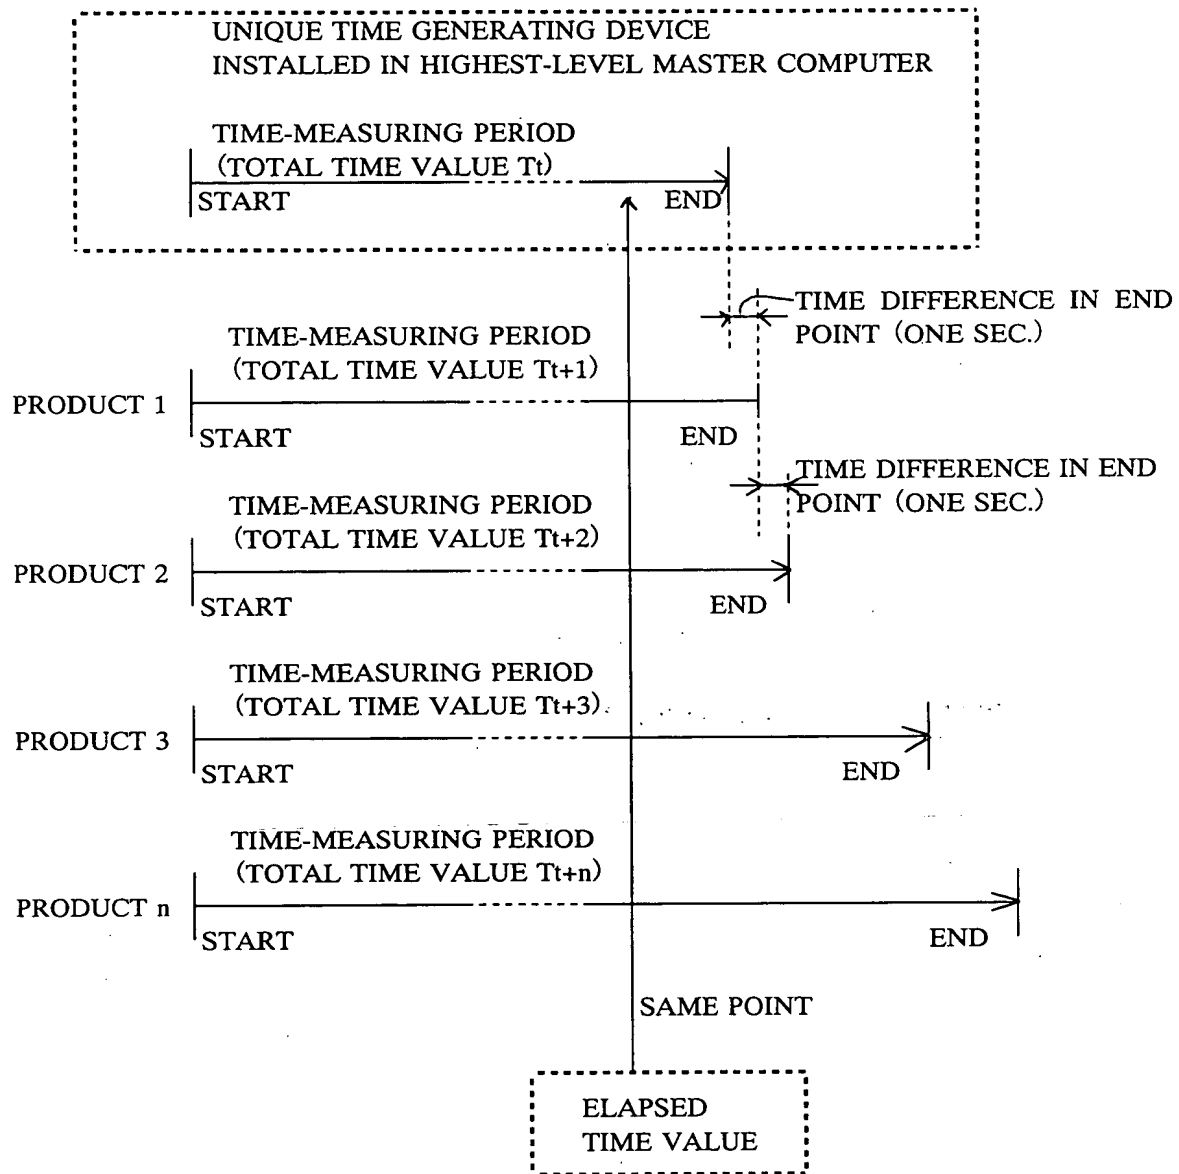 UNIQUE TIME GENERATING DEVICE
INSTALLED IN HIGHEST-LEVEL MASTER COMPUTER
TIME-MEASURING PERIOD
(TOTAL TIME VALUE Tt)
START
END
TIME DIFFERENCE IN END
POINT (ONE SEC.)
TIME-MEASURING PERIOD
(TOTAL TIME VALUE Tt+1)
PRODUCT 1
START
END
TIME DIFFERENCE IN END
POINT (ONE SEC.)
TIME-MEASURING PERIOD
(TOTAL TIME VALUE Tt+2)
PRODUCT 2
START
END
TIME-MEASURING PERIOD
(TOTAL TIME VALUE Tt+3)
PRODUCT 3
START
END
TIME-MEASURING PERIOD
(TOTAL TIME VALUE Tt+n)
PRODUCT n
START
END
SAME POINT
ELAPSED
TIME VALUE